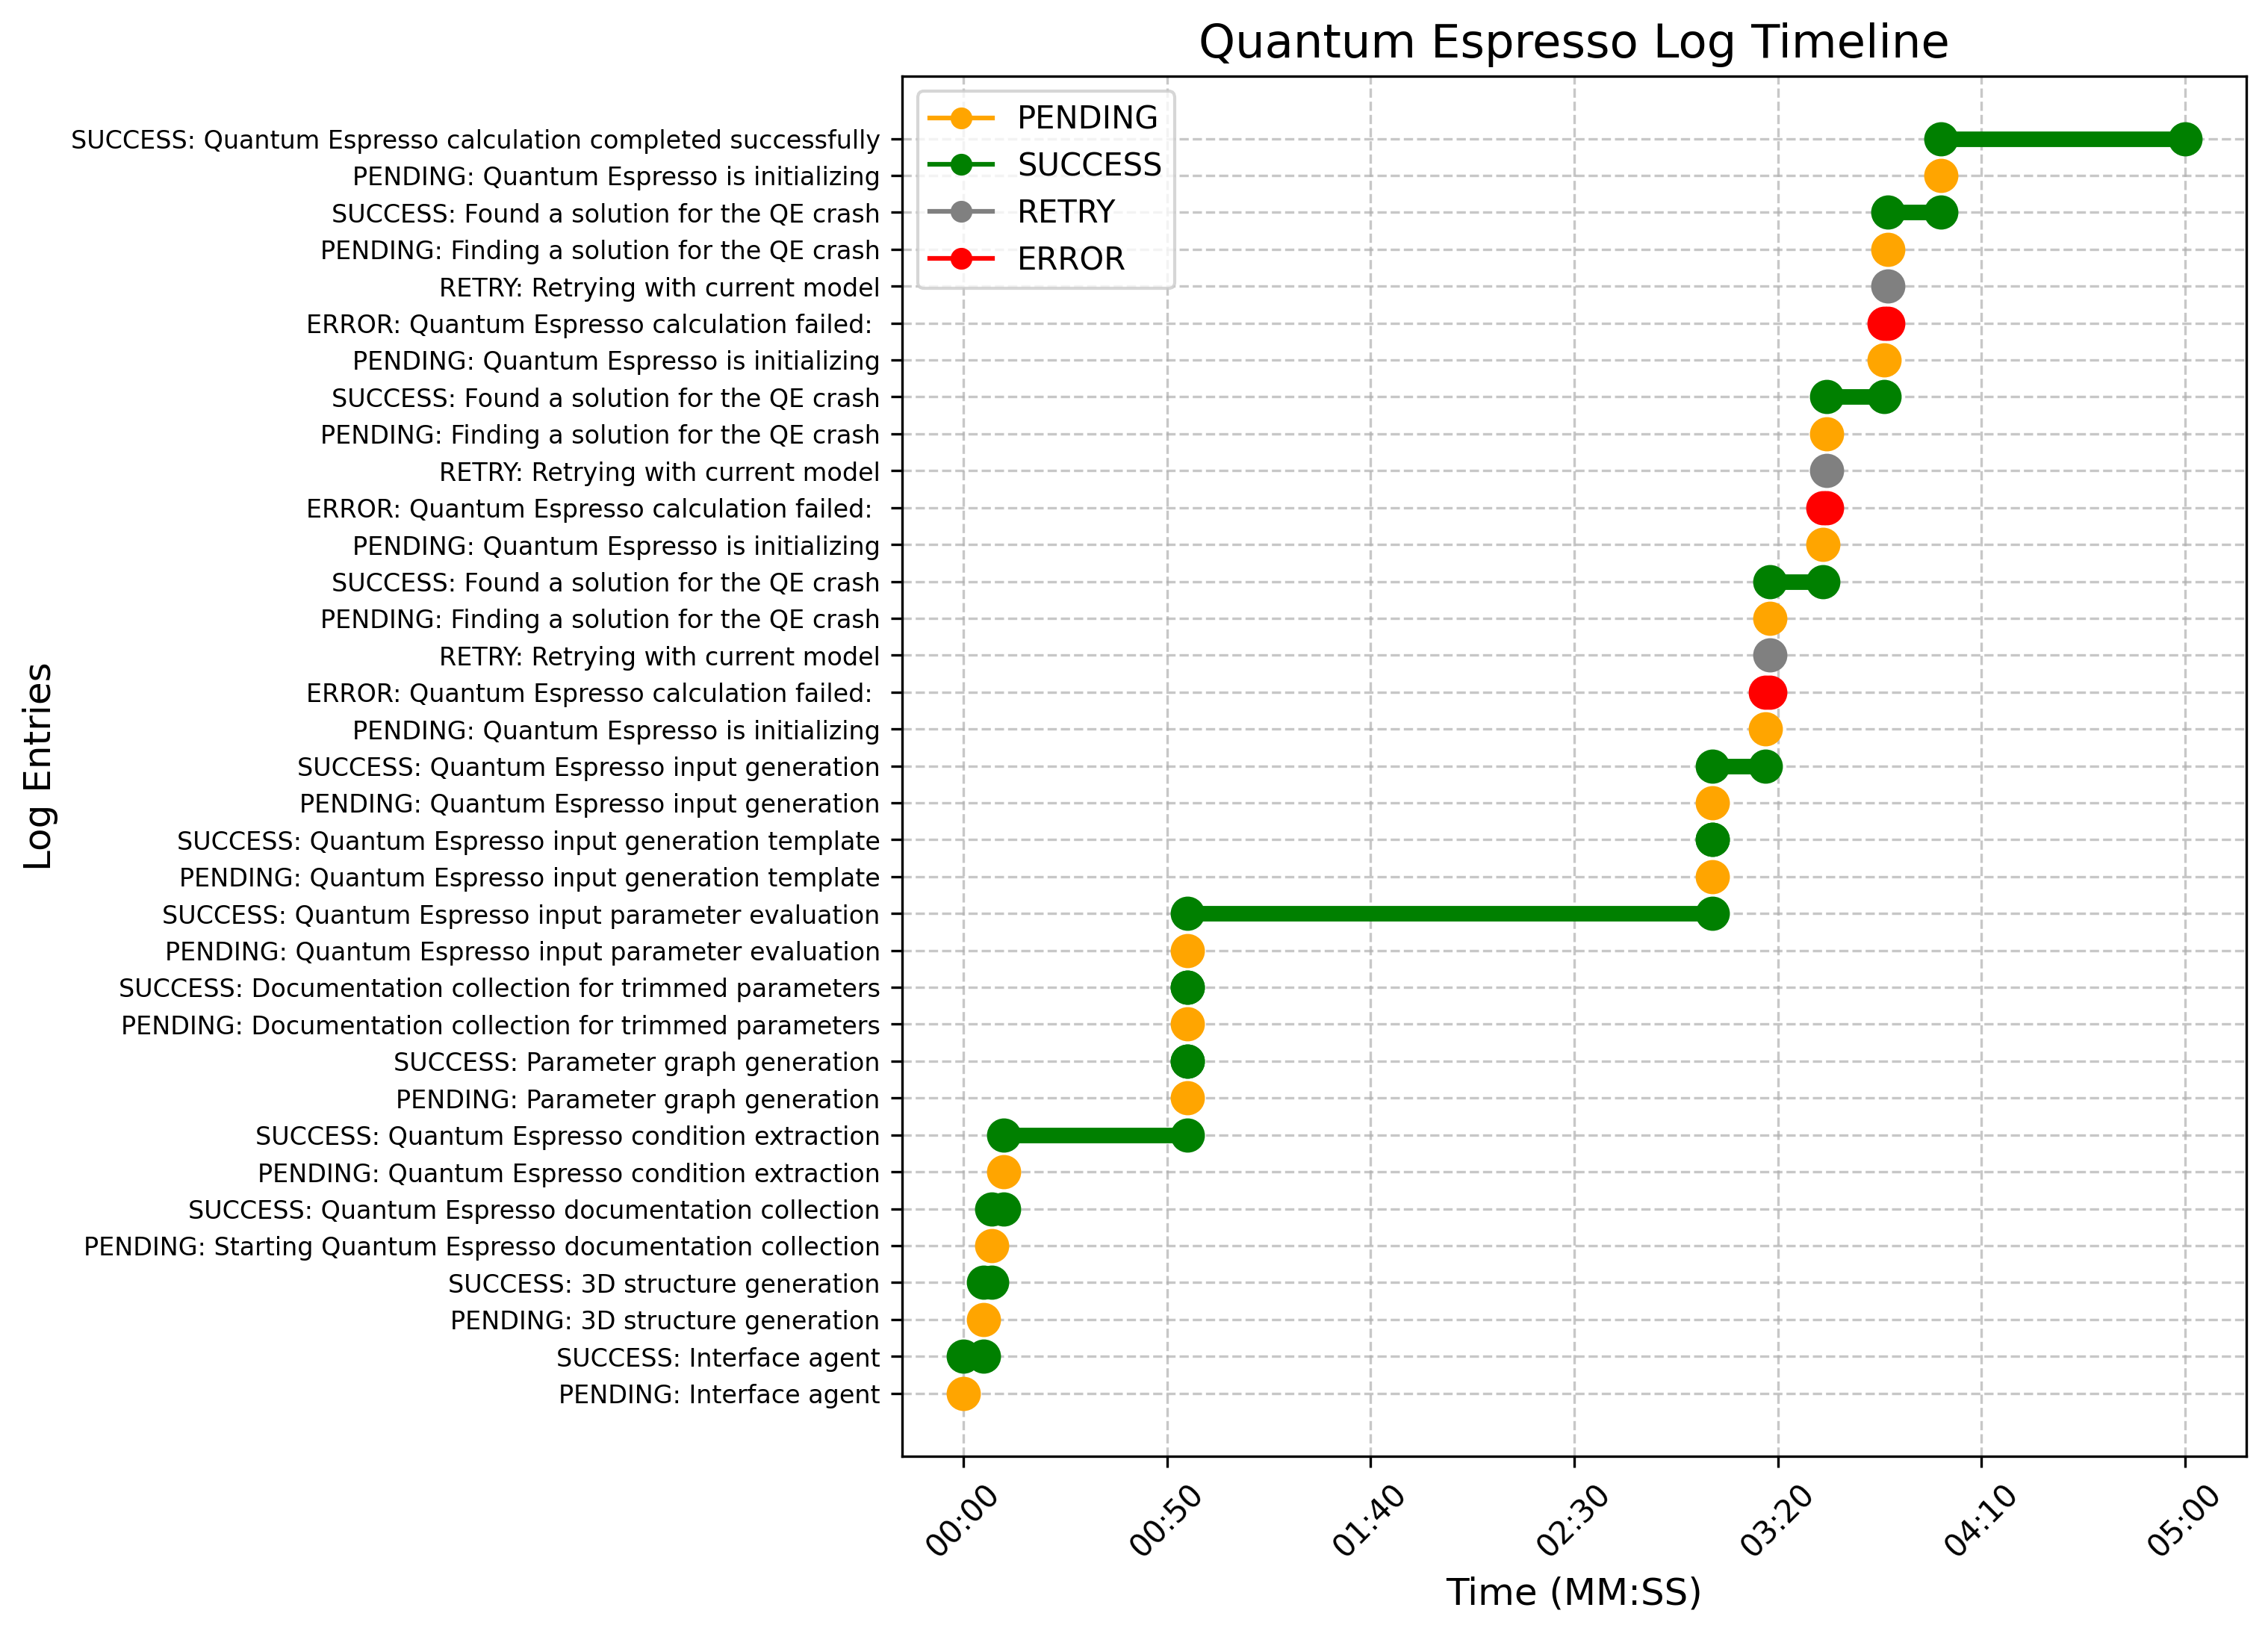 Quantum Espresso Log Timeline
PENDING
SUCCESS
RETRY
ERROR
SUCCESS: Quantum Espresso calculation completed successfully
PENDING: Quantum Espresso is initializing
SUCCESS: Found a solution for the QE crash
PENDING: Finding a solution for the QE crash
RETRY: Retrying with current model
ERROR: Quantum Espresso calculation failed:
PENDING: Quantum Espresso is initializing
SUCCESS: Found a solution for the QE crash
PENDING: Finding a solution for the QE crash
RETRY: Retrying with current model
ERROR: Quantum Espresso calculation failed:
PENDING: Quantum Espresso is initializing
SUCCESS: Found a solution for the QE crash
PENDING: Finding a solution for the QE crash
RETRY: Retrying with current model
ERROR: Quantum Espresso calculation failed:
PENDING: Quantum Espresso is initializing
SUCCESS: Quantum Espresso input generation
PENDING: Quantum Espresso input generation
SUCCESS: Quantum Espresso input generation template
PENDING: Quantum Espresso input generation template
SUCCESS: Quantum Espresso input parameter evaluation
PENDING: Quantum Espresso input parameter evaluation
SUCCESS: Documentation collection for trimmed parameters
PENDING: Documentation collection for trimmed parameters
SUCCESS: Parameter graph generation
PENDING: Parameter graph generation
SUCCESS: Quantum Espresso condition extraction
PENDING: Quantum Espresso condition extraction
SUCCESS: Quantum Espresso documentation collection
PENDING: Starting Quantum Espresso documentation collection
SUCCESS: 3D structure generation
PENDING: 3D structure generation
SUCCESS: Interface agent
PENDING: Interface agent
Log Entries
00:00
00:50
01:40
02:30
03:20
04:10
05:00
Time (MM:SS)